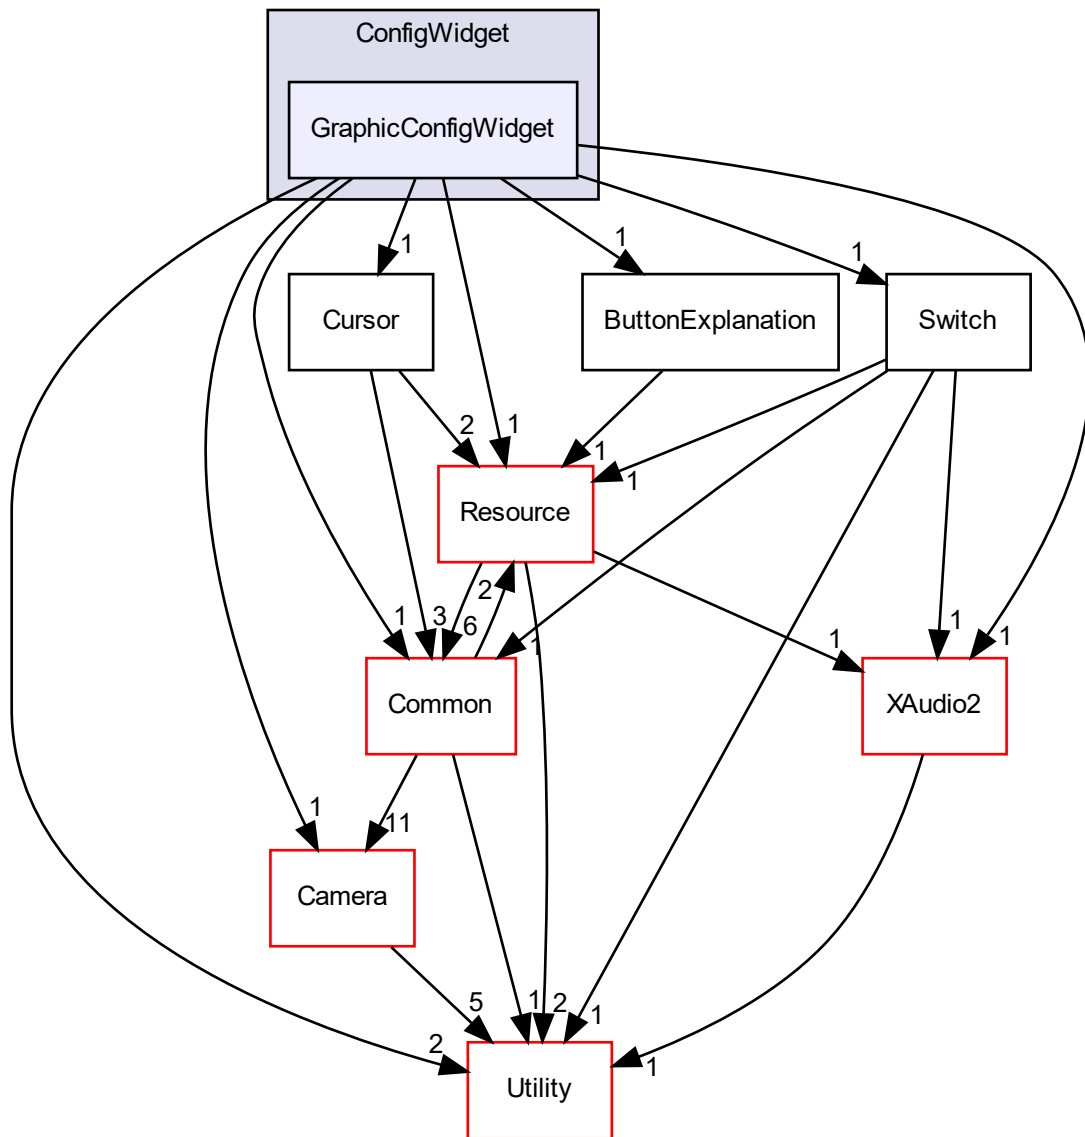 ConfigWidget
GraphicConfigWidget
1
1
1
Cursor
ButtonExplanation
Switch
2
1
1
1
Resource
2
1
3
6
1
1
1
1
Common
XAudio2
1
11
Camera
5
1
2
1
2
1
Utility